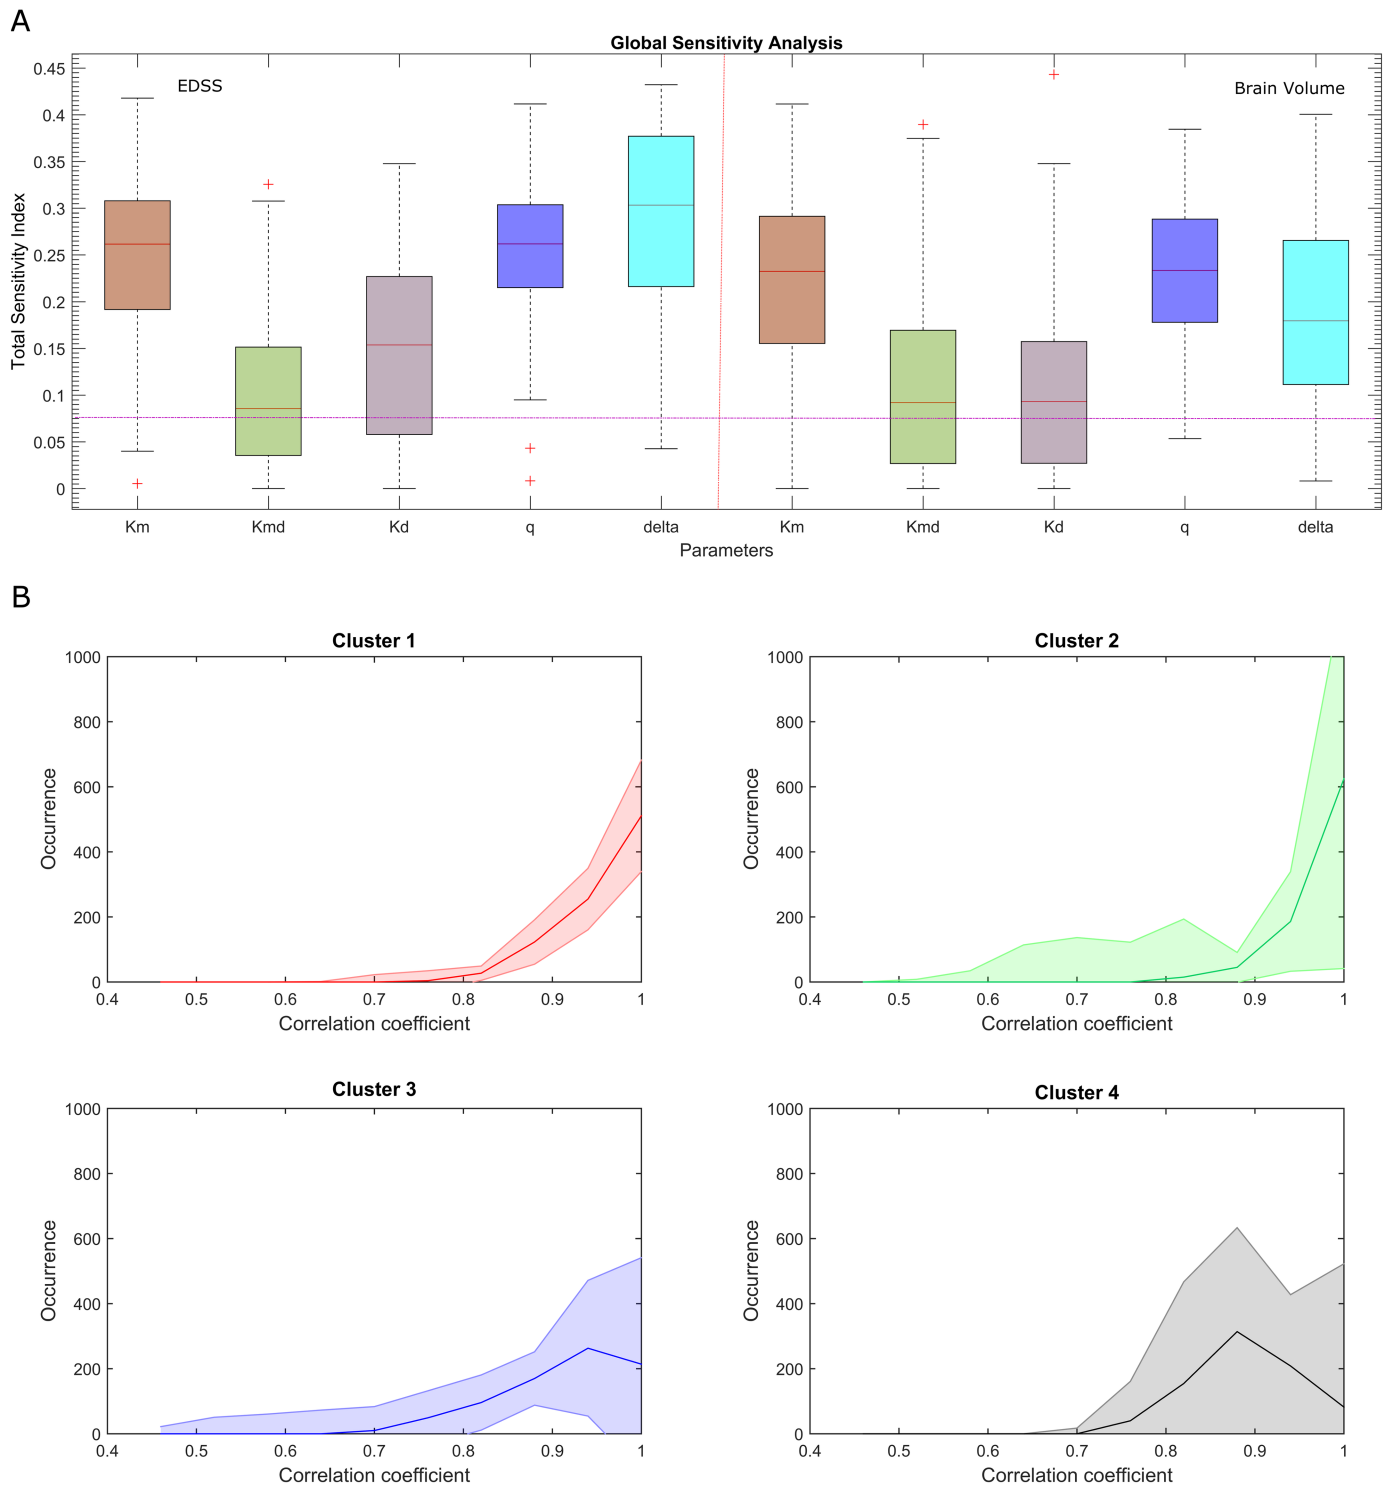 A
Global Sensitivity Analysis
EDSS
Brain Volume
Total Sensitivity Index
0.45
0.4
0.35
0.3
0.25
0.2
0.15
0.1
0.05
0
Km Kmd Kd q delta Km Kmd Kd q delta
Parameters
B
Cluster 1
Occurrence
1000
800
600
400
200
0
0.4 0.5 0.6 0.7 0.8 0.9 1
Correlation coefficient
Cluster 2
Occurrence
1000
800
600
400
200
0
0.4 0.5 0.6 0.7 0.8 0.9 1
Correlation coefficient
Cluster 3
Occurrence
1000
800
600
400
200
0
0.4 0.5 0.6 0.7 0.8 0.9 1
Correlation coefficient
Cluster 4
Occurrence
1000
800
600
400
200
0
0.4 0.5 0.6 0.7 0.8 0.9 1
Correlation coefficient